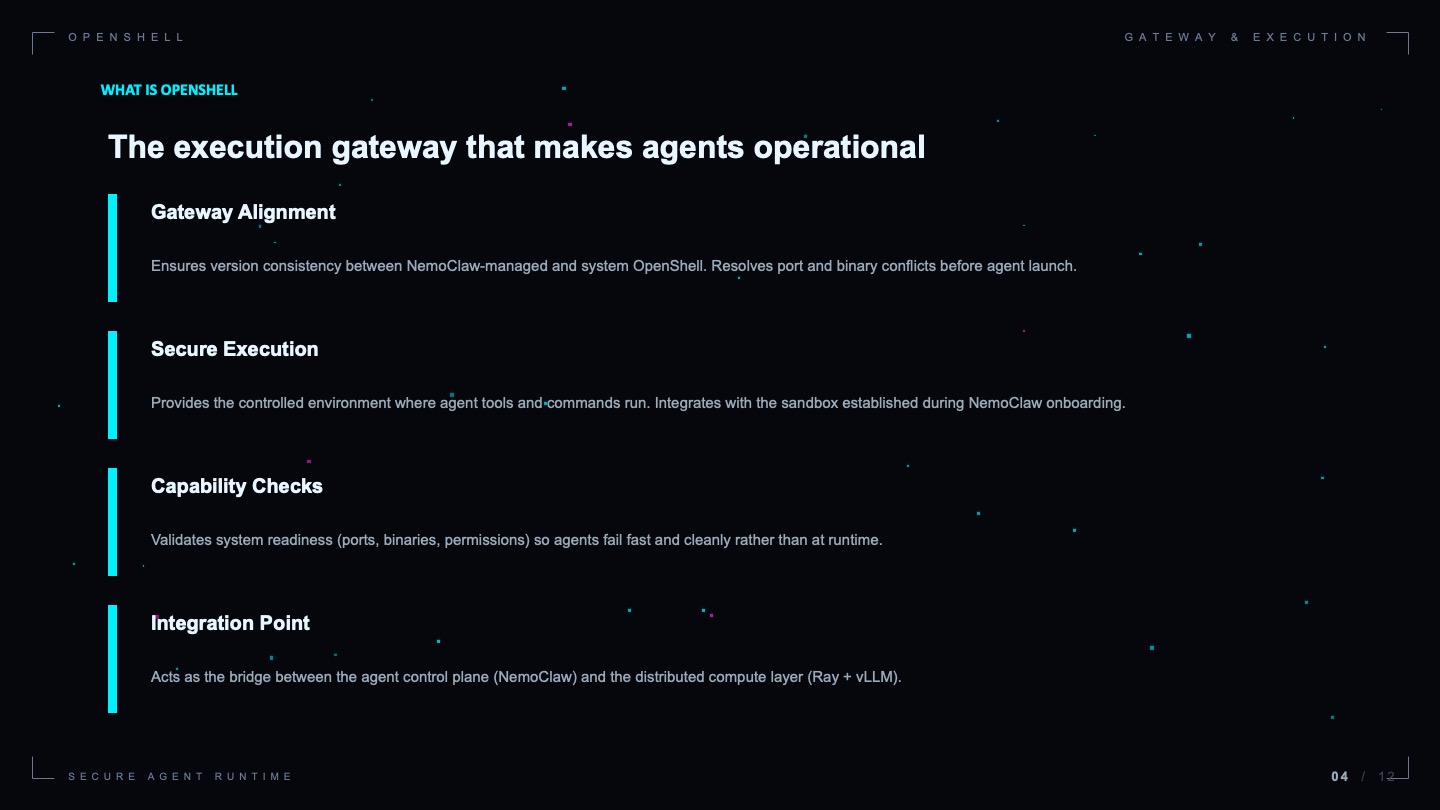 OPENSHELL
GATEWAY & EXECUTION
WHAT IS OPENSHELL
The execution gateway that makes agents operational
Gateway Alignment
Ensures version consistency between NemoClaw-managed and system OpenShell. Resolves port and binary conflicts before agent launch.
Secure Execution
Provides the controlled environment where agent tools and commands run. Integrates with the sandbox established during NemoClaw onboarding.
Capability Checks
Validates system readiness (ports, binaries, permissions) so agents fail fast and cleanly rather than at runtime.
Integration Point
Acts as the bridge between the agent control plane (NemoClaw) and the distributed compute layer (Ray + vLLM).
SECURE AGENT RUNTIME
04 / 12